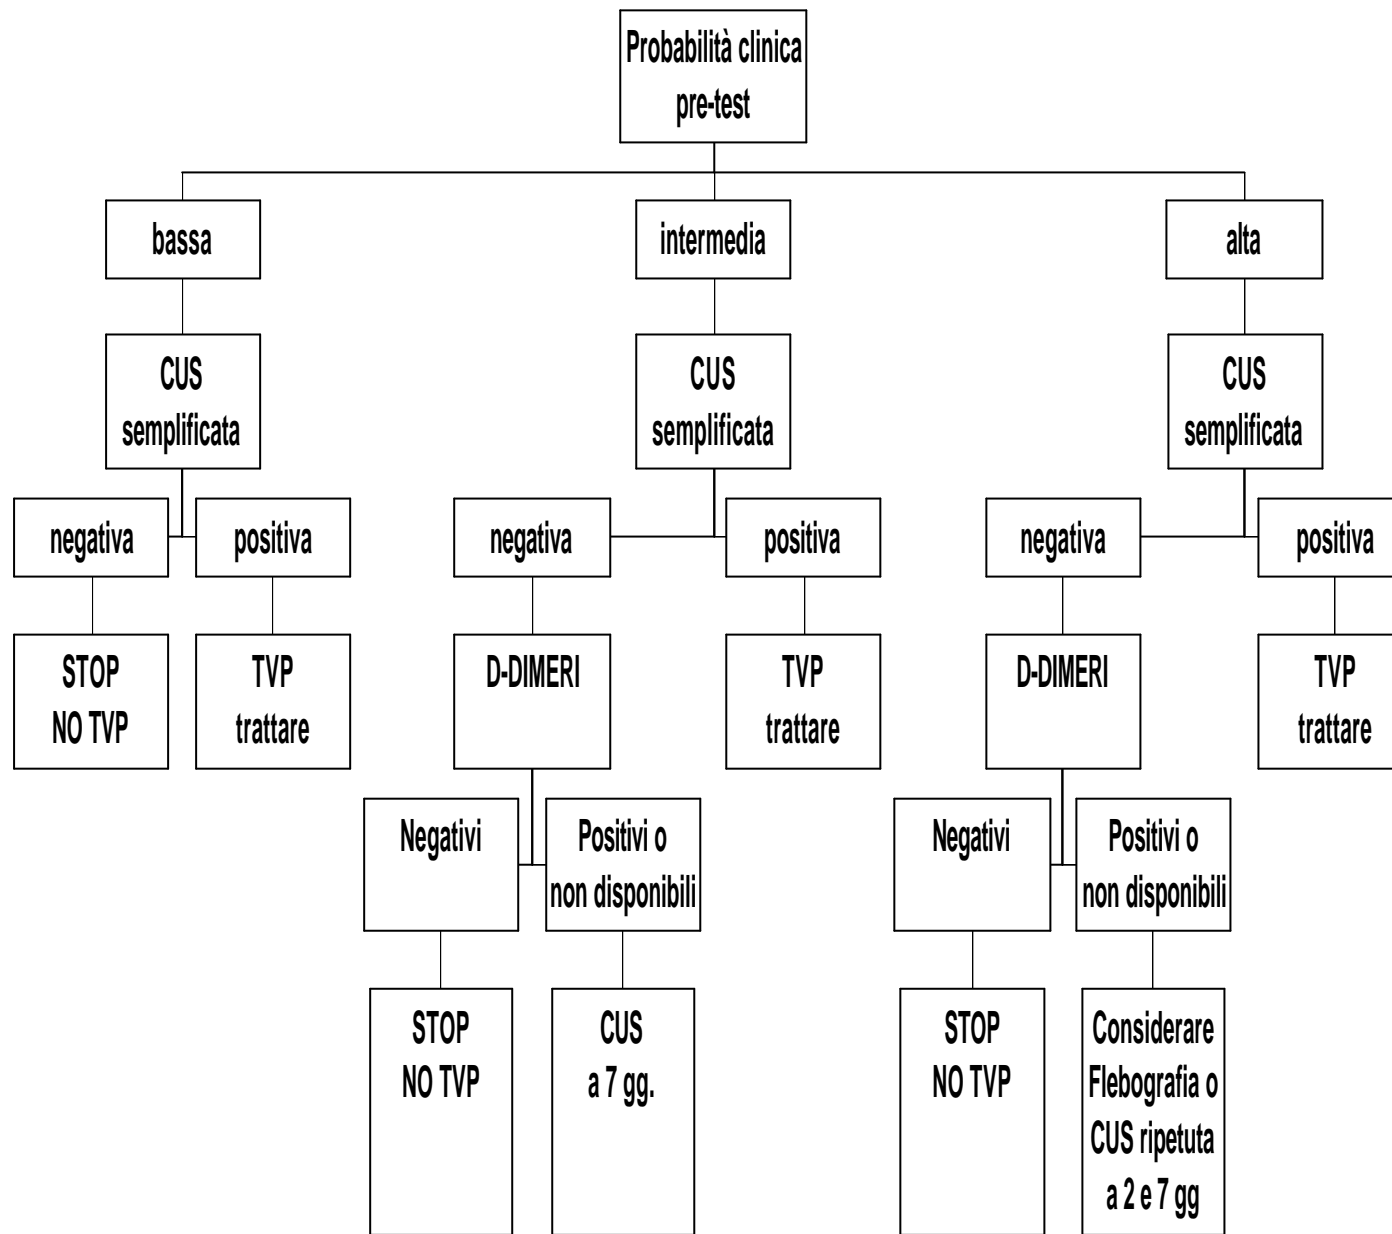 Probabilità clinica
pre-test
bassa
intermedia
alta
CUS
semplificata
CUS
semplificata
CUS
semplificata
negativa
positiva
negativa
positiva
negativa
positiva
STOP
NO TVP
TVP
trattare
D-DIMERI
TVP
trattare
D-DIMERI
TVP
trattare
Negativi
Positivi o
non disponibili
Negativi
Positivi o
non disponibili
STOP
NO TVP
CUS
a 7 gg.
STOP
NO TVP
Considerare
Flebografia o
CUS ripetuta
a 2 e 7 gg